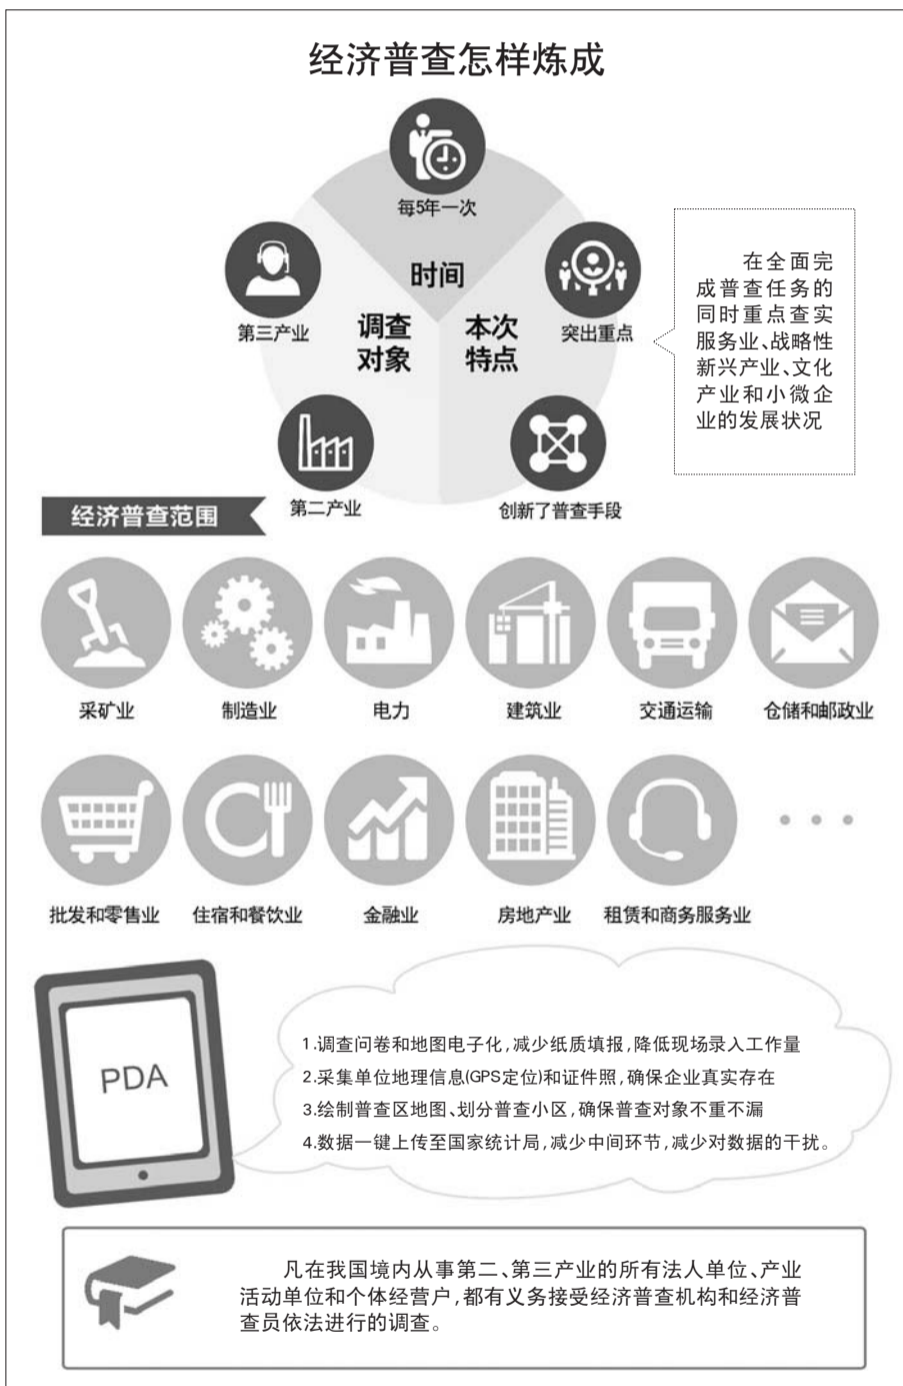 经济普查怎样炼成
每5年一次
时间
第三产业
调查
对象
本次
特点
突出重点
在全面完
成普查任务的
同时重点查实
服务业、战略性
新兴产业、文化
产业和小微企
业的发展状况
第二产业
创新了普查手段
经济普查范围
采矿业
制造业
电力
建筑业
交通运输
仓储和邮政业
批发和零售业
住宿和餐饮业
金融业
房地产业
租赁和商务服务业
PDA
1.调查问卷和地图电子化,减少纸质填报,降低现场录入工作量
2.采集单位地理信息(GPS定位)和证件照,确保企业真实存在
3.绘制普查区地图、划分普查小区,确保普查对象不重不漏
4.数据一键上传至国家统计局,减少中间环节,减少对数据的干扰。
凡在我国境内从事第二、第三产业的所有法人单位、产业
活动单位和个体经营户,都有义务接受经济普查机构和经济普
查员依法进行的调查。